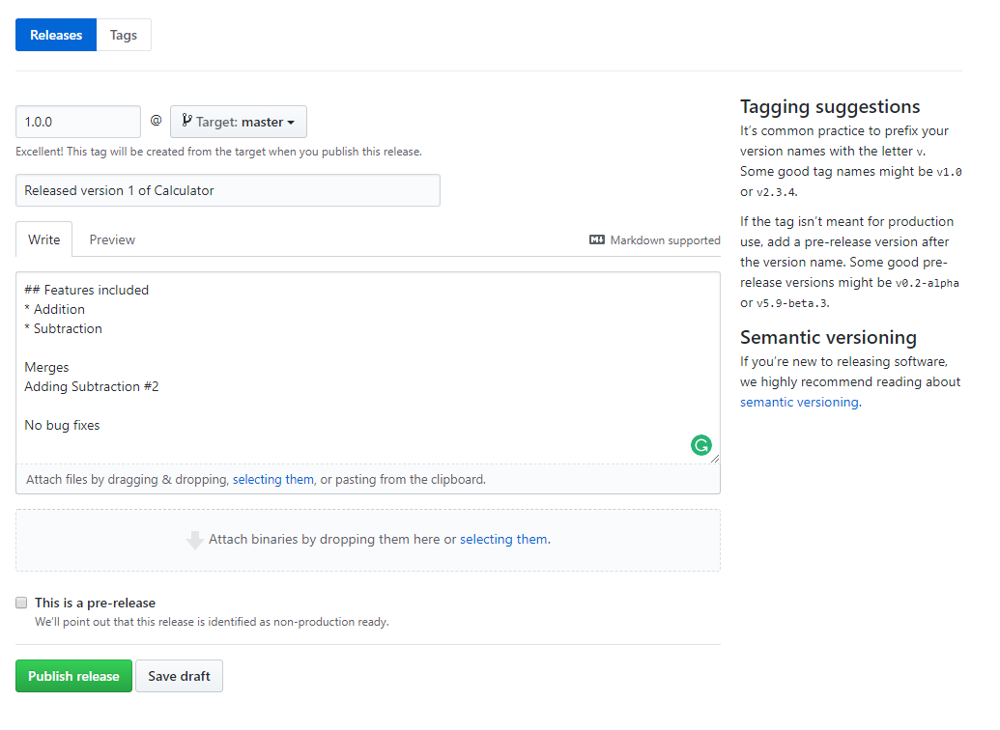 Releases Tags
1.0.0 @ Target: master
Excellent! This tag will be created from the target when you publish this release.
Released version 1 of Calculator
Write Preview Markdown supported
## Features included
* Addition
* Subtraction
Merges
Adding Subtraction #2
No bug fixes
Attach files by dragging & dropping, selecting them, or pasting from the clipboard.
Attach binaries by dropping them here or selecting them.
This is a pre-release
We'll point out that this release is identified as non-production ready.
Publish release Save draft
Tagging suggestions
It's common practice to prefix your
version names with the letter v.
Some good tag names might be v1.0
or v2.3.4.
If the tag isn't meant for production
use, add a pre-release version after
the version name. Some good pre-
release versions might be v0.2-alpha
or v5.9-beta.3.
Semantic versioning
If you're new to releasing software,
we highly recommend reading about
semantic versioning.